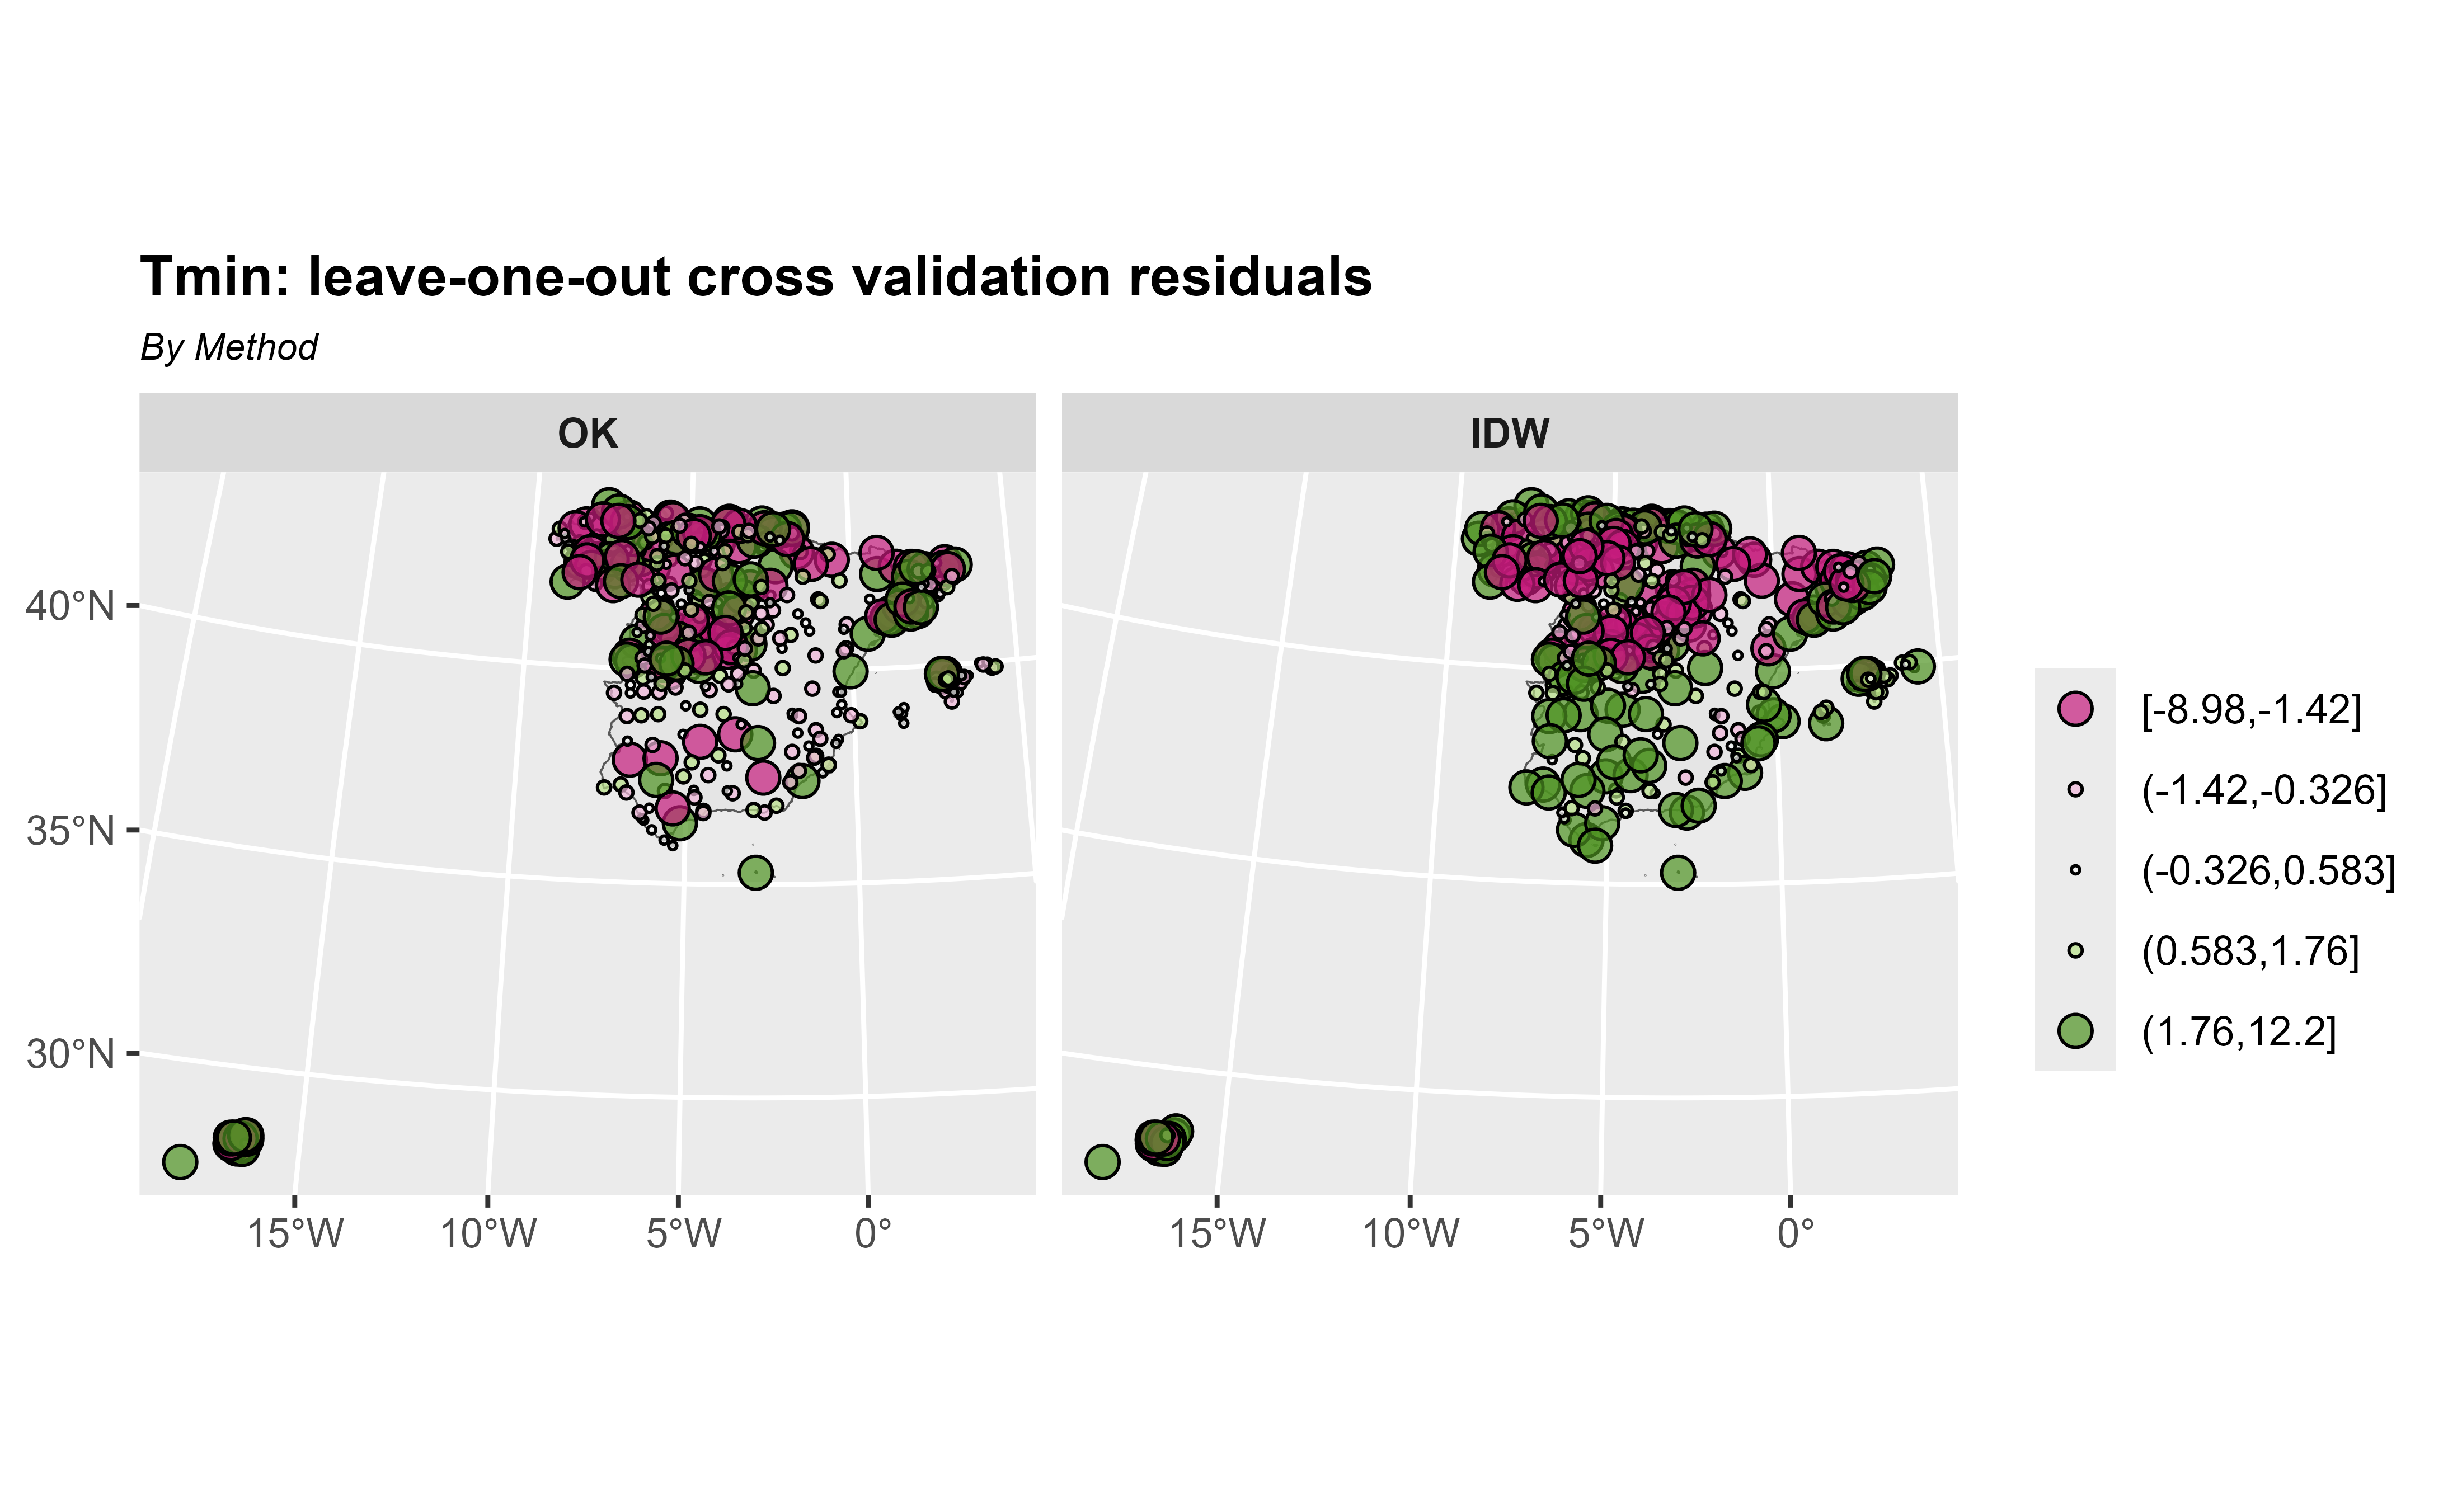 Tmin: leave-one-out cross validation residuals
By Method
OK
IDW
40°N
35°N
30°N
15°W 10°W 5°W 0°
15°W 10°W 5°W 0°
[-8.98,-1.42]
(-1.42,-0.326]
(-0.326,0.583]
(0.583,1.76]
(1.76,12.2]